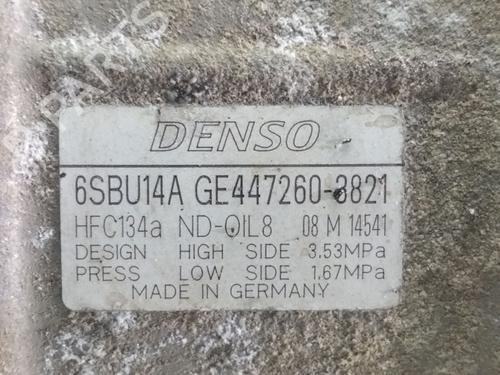 DENSO
6SBU14A GE447260-3821
HFC134a ND-OIL8 08 M 14541
DESIGN HIGH SIDE 3.53MPa
PRESS LOW SIDE 1.67MPa
MADE IN GERMANY